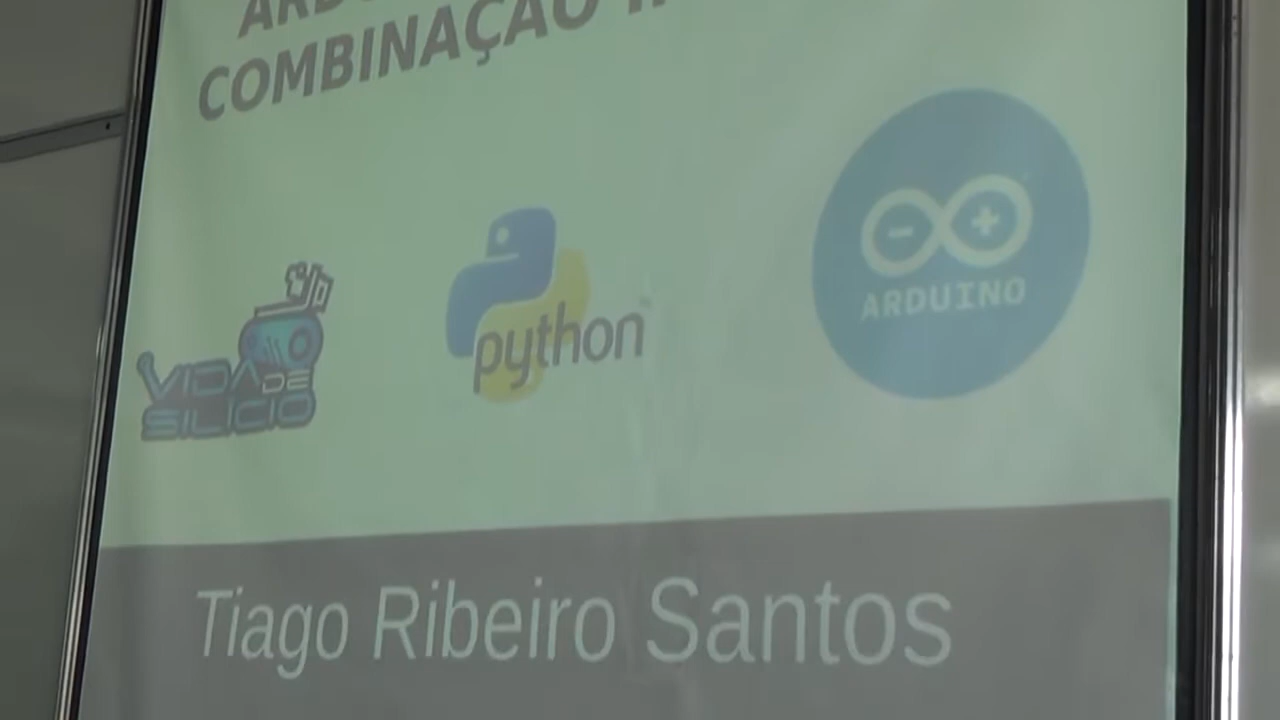 COMBINAÇÃO
VIDA
DE
SILÍCIO
python
ARDUINO
Tiago Ribeiro Santos